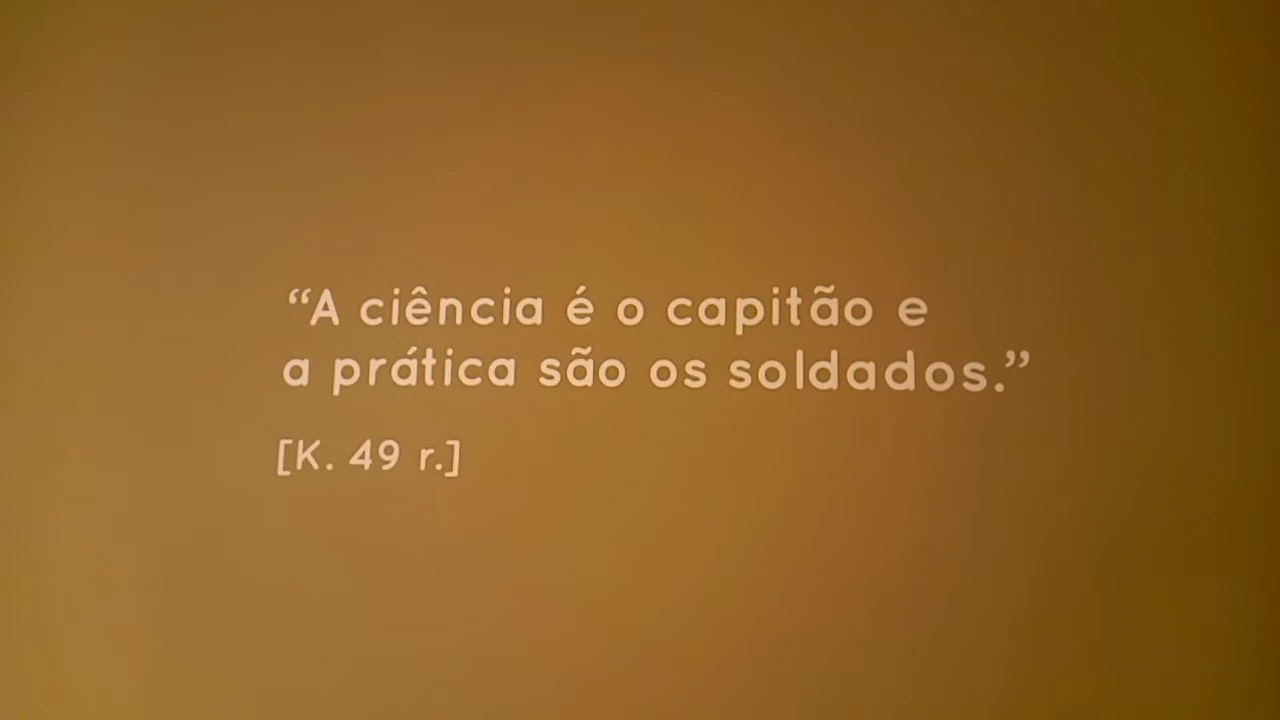 “A ciência é o capitão e
a prática são os soldados.”
[K. 49 r.]